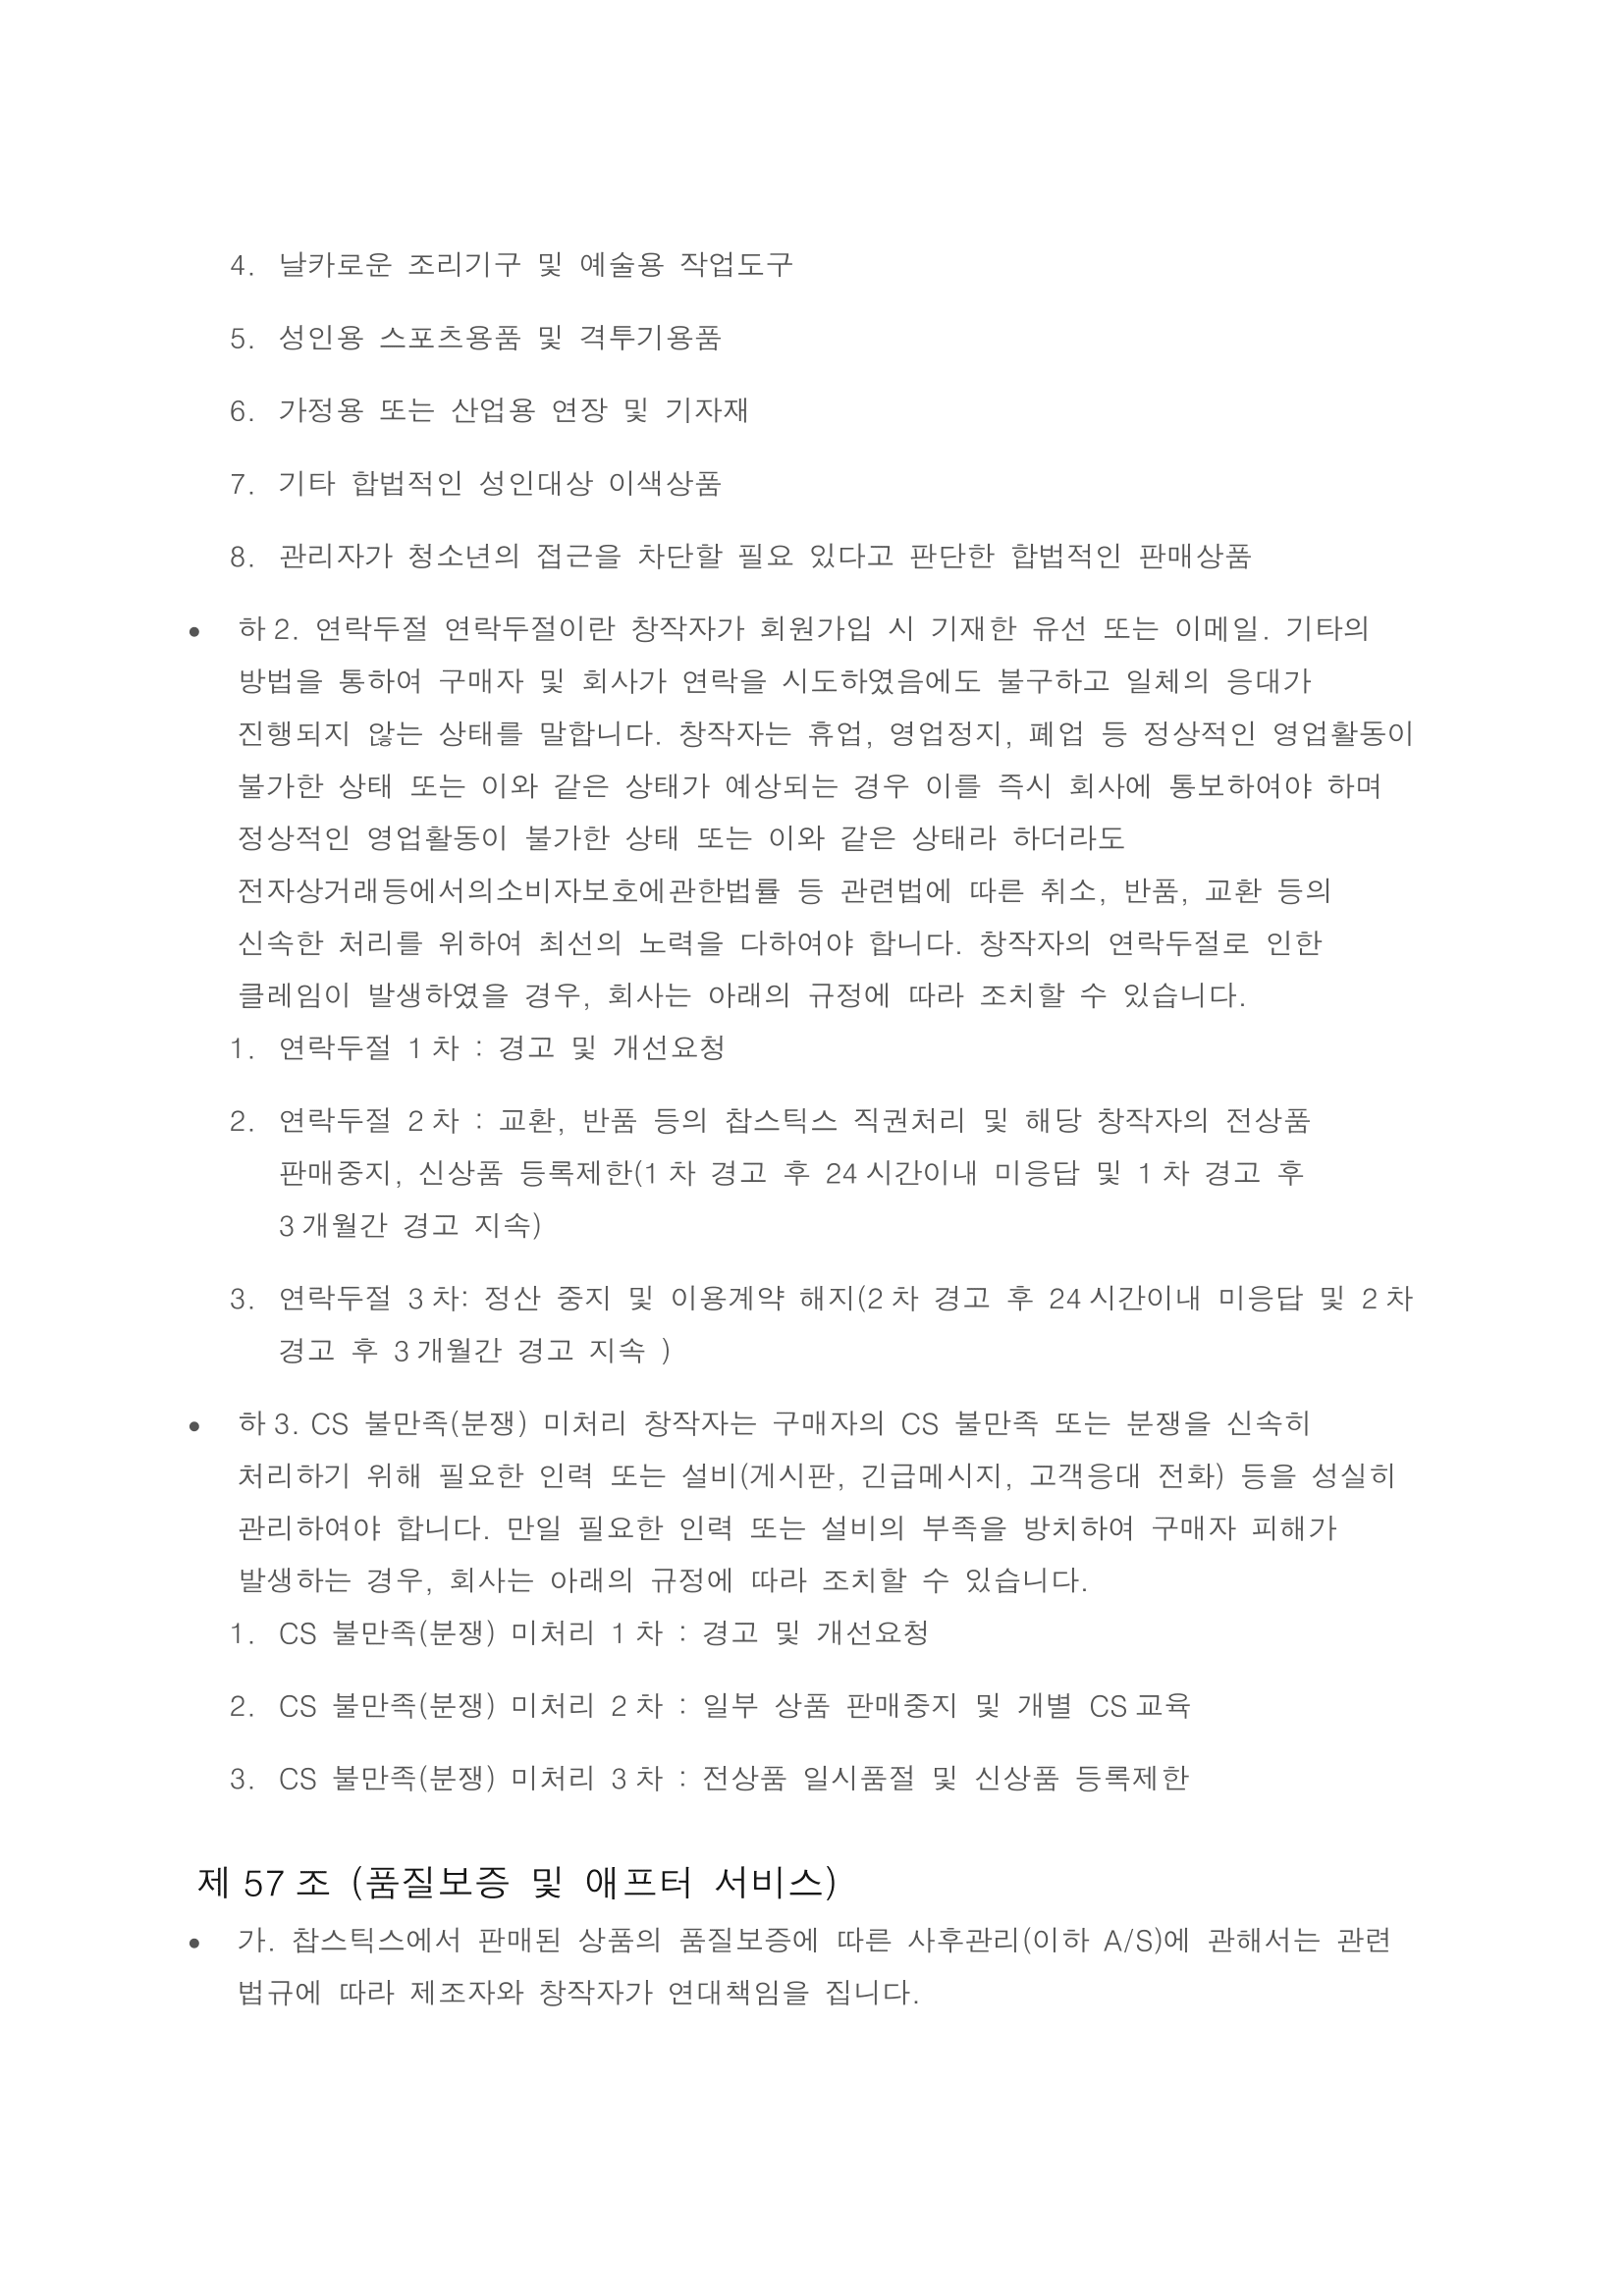 4. 날카로운 조리기구 및 예술용 작업도구
5. 성인용 스포츠용품 및 격투기용품
6. 가정용 또는 산업용 연장 및 기자재
7. 기타 합법적인 성인대상 이색상품
8. 관리자가 청소년의 접근을 차단할 필요 있다고 판단한 합법적인 판매상품
• 하 2. 연락두절 연락두절이란 창작자가 회원가입 시 기재한 유선 또는 이메일. 기타의
방법을 통하여 구매자 및 회사가 연락을 시도하였음에도 불구하고 일체의 응대가
진행되지 않는 상태를 말합니다. 창작자는 휴업, 영업정지, 폐업 등 정상적인 영업활동이
불가한 상태 또는 이와 같은 상태가 예상되는 경우 이를 즉시 회사에 통보하여야 하며
정상적인 영업활동이 불가한 상태 또는 이와 같은 상태라 하더라도
전자상거래등에서의소비자보호에관한법률 등 관련법에 따른 취소, 반품, 교환 등의
신속한 처리를 위하여 최선의 노력을 다하여야 합니다. 창작자의 연락두절로 인한
클레임이 발생하였을 경우, 회사는 아래의 규정에 따라 조치할 수 있습니다.
1. 연락두절 1 차 : 경고 및 개선요청
2. 연락두절 2 차 : 교환, 반품 등의 찹스틱스 직권처리 및 해당 창작자의 전상품
판매중지, 신상품 등록제한(1 차 경고 후 24 시간이내 미응답 및 1 차 경고 후
3 개월간 경고 지속)
3. 연락두절 3 차: 정산 중지 및 이용계약 해지(2 차 경고 후 24 시간이내 미응답 및 2 차
경고 후 3 개월간 경고 지속 )
• 하 3. CS 불만족(분쟁) 미처리 창작자는 구매자의 CS 불만족 또는 분쟁을 신속히
처리하기 위해 필요한 인력 또는 설비(게시판, 긴급메시지, 고객응대 전화) 등을 성실히
관리하여야 합니다. 만일 필요한 인력 또는 설비의 부족을 방치하여 구매자 피해가
발생하는 경우, 회사는 아래의 규정에 따라 조치할 수 있습니다.
1. CS 불만족(분쟁) 미처리 1 차 : 경고 및 개선요청
2. CS 불만족(분쟁) 미처리 2 차 : 일부 상품 판매중지 및 개별 CS 교육
3. CS 불만족(분쟁) 미처리 3 차 : 전상품 일시품절 및 신상품 등록제한
제 57 조 (품질보증 및 애프터 서비스)
• 가. 찹스틱스에서 판매된 상품의 품질보증에 따른 사후관리(이하 A/S)에 관해서는 관련
법규에 따라 제조자와 창작자가 연대책임을 집니다.